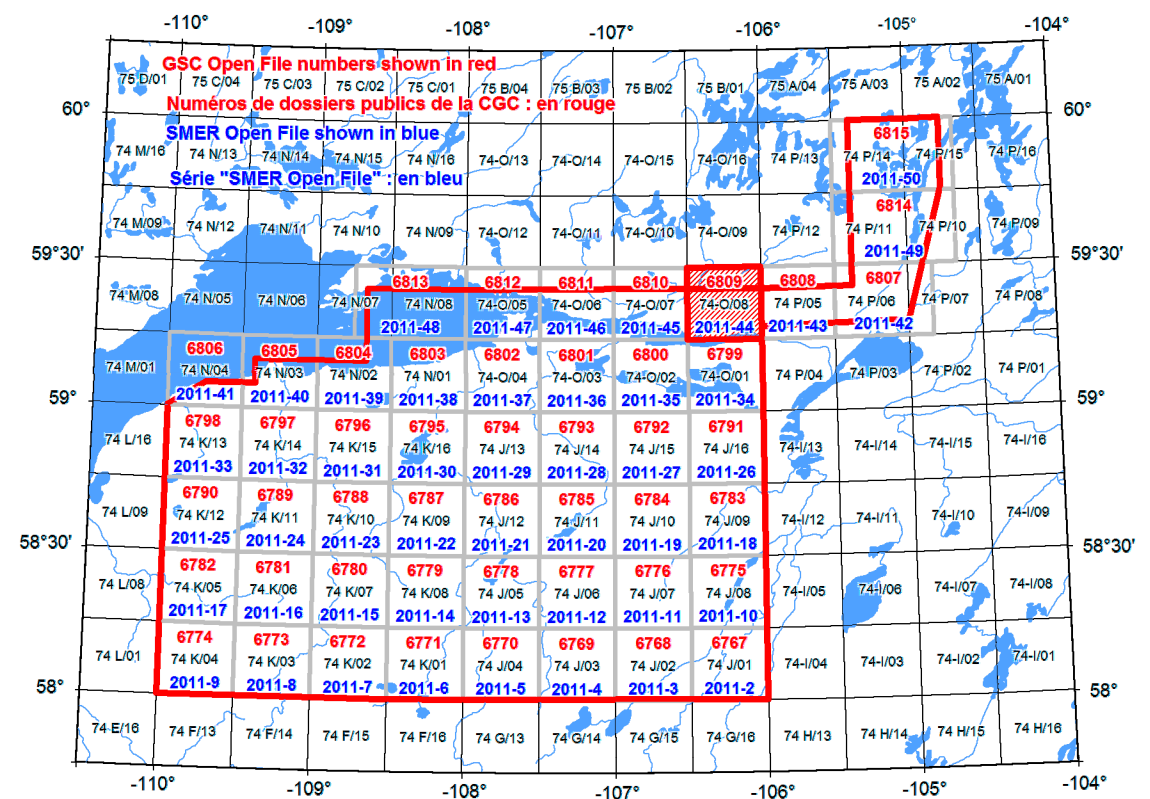 -110° -109° -108° -107° -106° -105° -104°
GSC Open File numbers shown in red
75 D/01 75 C/04 75 C/03 75 C/02 75 C/01 75 B/04 75 B/03 75 B/02 75 B/01 75 A/04 75 A/03 75 A/02 75 A/01
Numéros de dossiers publics de la CGC : en rouge
60° 60°
SMER Open File shown in blue
6815
74 M/16 74 N/13 74 N/14 74 N/15 74 N/16 74-O/13 74-O/14 74-O/15 74-O/16 74 P/13 74 P/14 74 P/15 74 P/16
Série "SMER Open File" : en bleu
2011-50
6814
74 M/09 74 N/12 74 N/11 74 N/10 74 N/09 74-O/12 74-O/11 74-O/10 74-O/09 74 P/12 74 P/11 74 P/10 74 P/09
2011-49
59°30' 59°30'
6813 6812 6811 6810 6809 6808 6807
74 M/08 74 N/05 74 N/06 74 N/07 74 N/08 74-O/05 74-O/06 74-O/07 74-O/08 74 P/05 74 P/06 74 P/07 74 P/08
2011-48 2011-47 2011-46 2011-45 2011-44 2011-43 2011-42
6806 6805 6804 6803 6802 6801 6800 6799
74 M/01 74 N/04 74 N/03 74 N/02 74 N/01 74-O/04 74-O/03 74-O/02 74-O/01 74 P/04 74 P/03 74 P/02 74 P/01
2011-41 2011-40 2011-39 2011-38 2011-37 2011-36 2011-35 2011-34
59° 59°
6798 6797 6796 6795 6794 6793 6792 6791
74 L/16 74 K/13 74 K/14 74 K/15 74 K/16 74 J/13 74 J/14 74 J/15 74 J/16 74-I/13 74-I/14 74-I/15 74-I/16
2011-33 2011-32 2011-31 2011-30 2011-29 2011-28 2011-27 2011-26
6790 6789 6788 6787 6786 6785 6784 6783
74 L/09 74 K/12 74 K/11 74 K/10 74 K/09 74 J/12 74 J/11 74 J/10 74 J/09 74-I/12 74-I/11 74-I/10 74-I/09
2011-25 2011-24 2011-23 2011-22 2011-21 2011-20 2011-19 2011-18
58°30' 58°30'
6782 6781 6780 6779 6778 6777 6776 6775
74 L/08 74 K/05 74 K/06 74 K/07 74 K/08 74 J/05 74 J/06 74 J/07 74 J/08 74-I/05 74-I/06 74-I/07 74-I/08
2011-17 2011-16 2011-15 2011-14 2011-13 2011-12 2011-11 2011-10
6774 6773 6772 6771 6770 6769 6768 6767
74 L/01 74 K/04 74 K/03 74 K/02 74 K/01 74 J/04 74 J/03 74 J/02 74 J/01 74-I/04 74-I/03 74-I/02 74-I/01
2011-9 2011-8 2011-7 2011-6 2011-5 2011-4 2011-3 2011-2
58° 58°
74 E/16 74 F/13 74 F/14 74 F/15 74 F/16 74 G/13 74 G/14 74 G/15 74 G/16 74 H/13 74 H/14 74 H/15 74 H/16
-110° -109° -108° -107° -106° -105° -104°